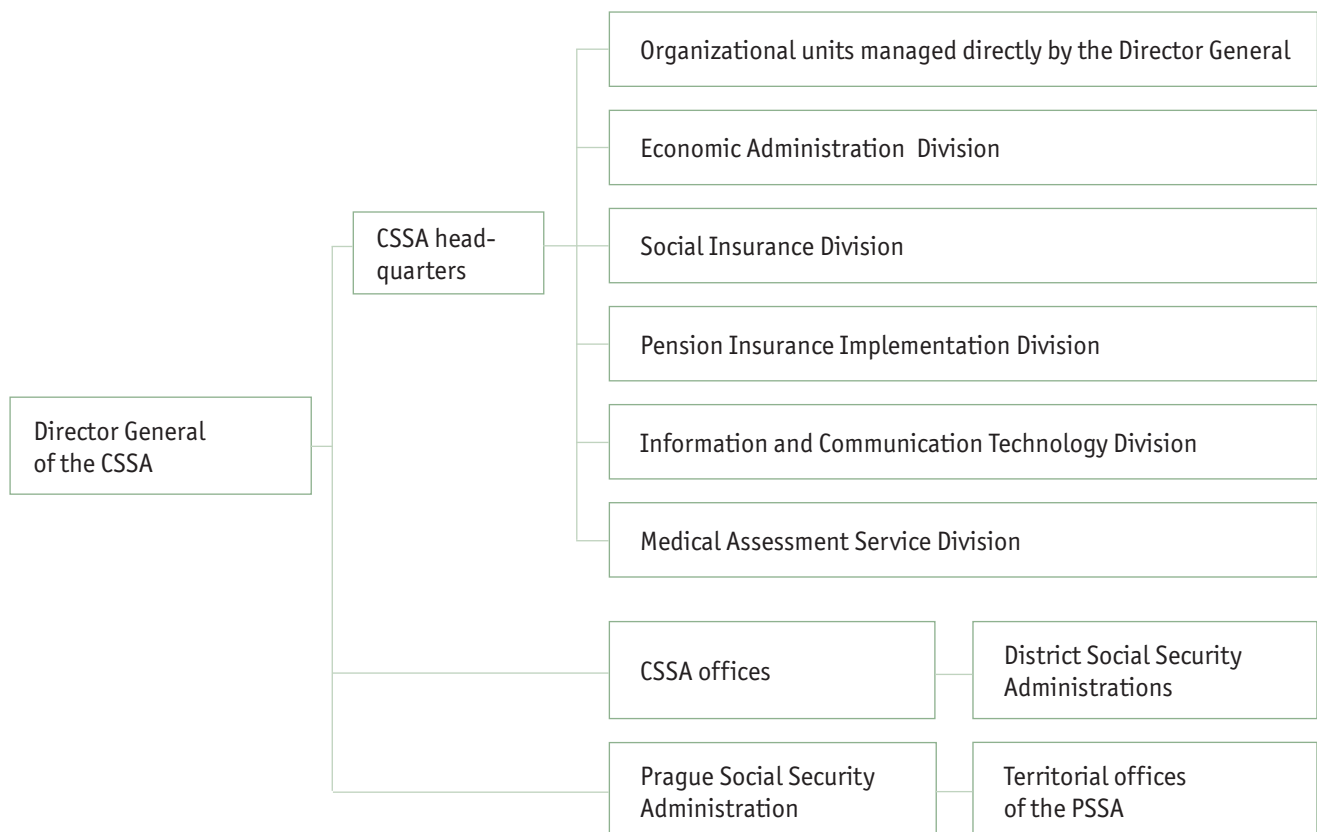 Organizational units managed directly by the Director General
Economic Administration  Division
CSSA head-
quarters
Social Insurance Division
Pension Insurance Implementation Division
Director General
of the CSSA
Information and Communication Technology Division
Medical Assessment Service Division
CSSA offices
District Social Security
Administrations
Prague Social Security
Administration
Territorial offices
of the PSSA